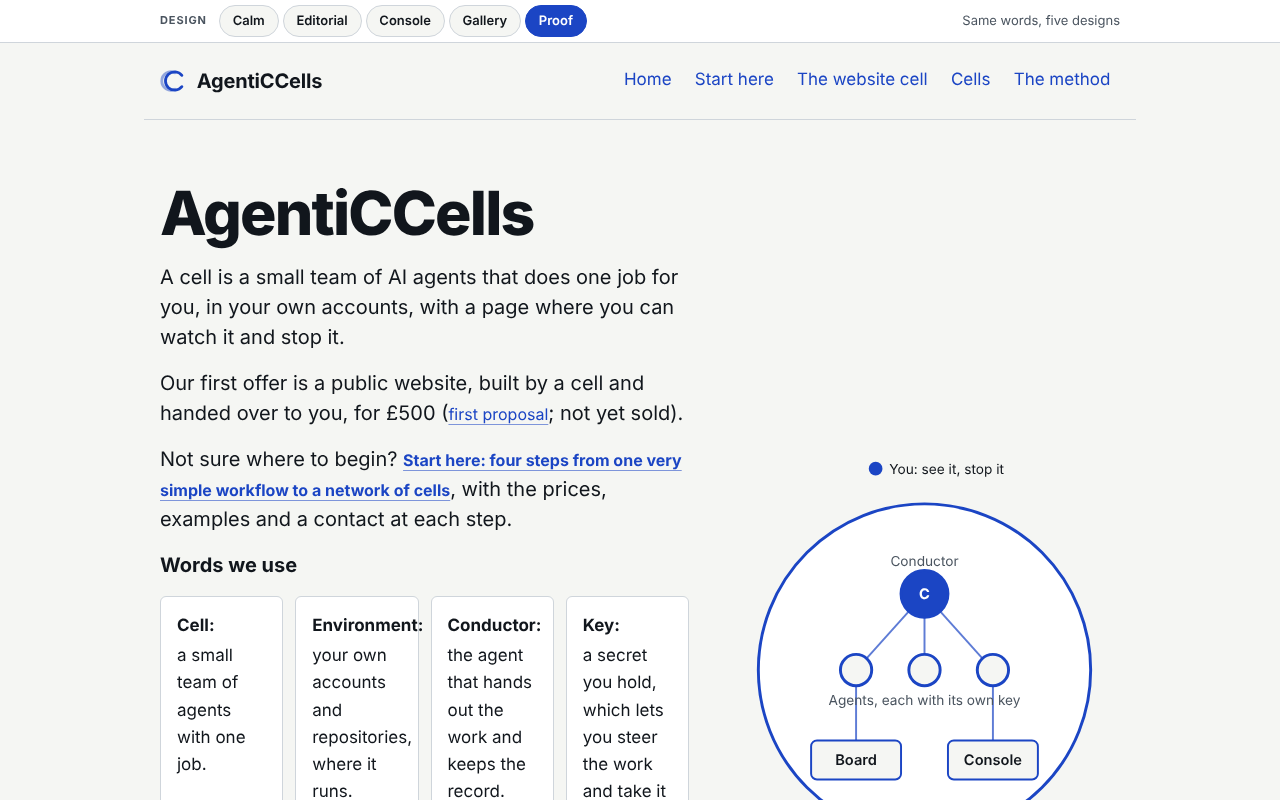 DESIGN Calm Editorial Console Gallery Proof Same words, five designs
C AgentiCCells Home Start here The website cell Cells The method
AgentiCCells
A cell is a small team of AI agents that does one job for
you, in your own accounts, with a page where you can
watch it and stop it.
Our first offer is a public website, built by a cell and
handed over to you, for £500 (first proposal; not yet sold).
Not sure where to begin? Start here: four steps from one very
simple workflow to a network of cells, with the prices,
examples and a contact at each step.
Words we use
Cell:
a small
team of
agents
with one
job.
Environment:
your own
accounts
and
repositories,
where it
runs.
Conductor:
the agent
that hands
out the
work and
keeps the
record.
Key:
a secret
you hold,
which lets
you steer
the work
and take it
You: see it, stop it
Conductor
C
Agents, each with its own key
Board Console